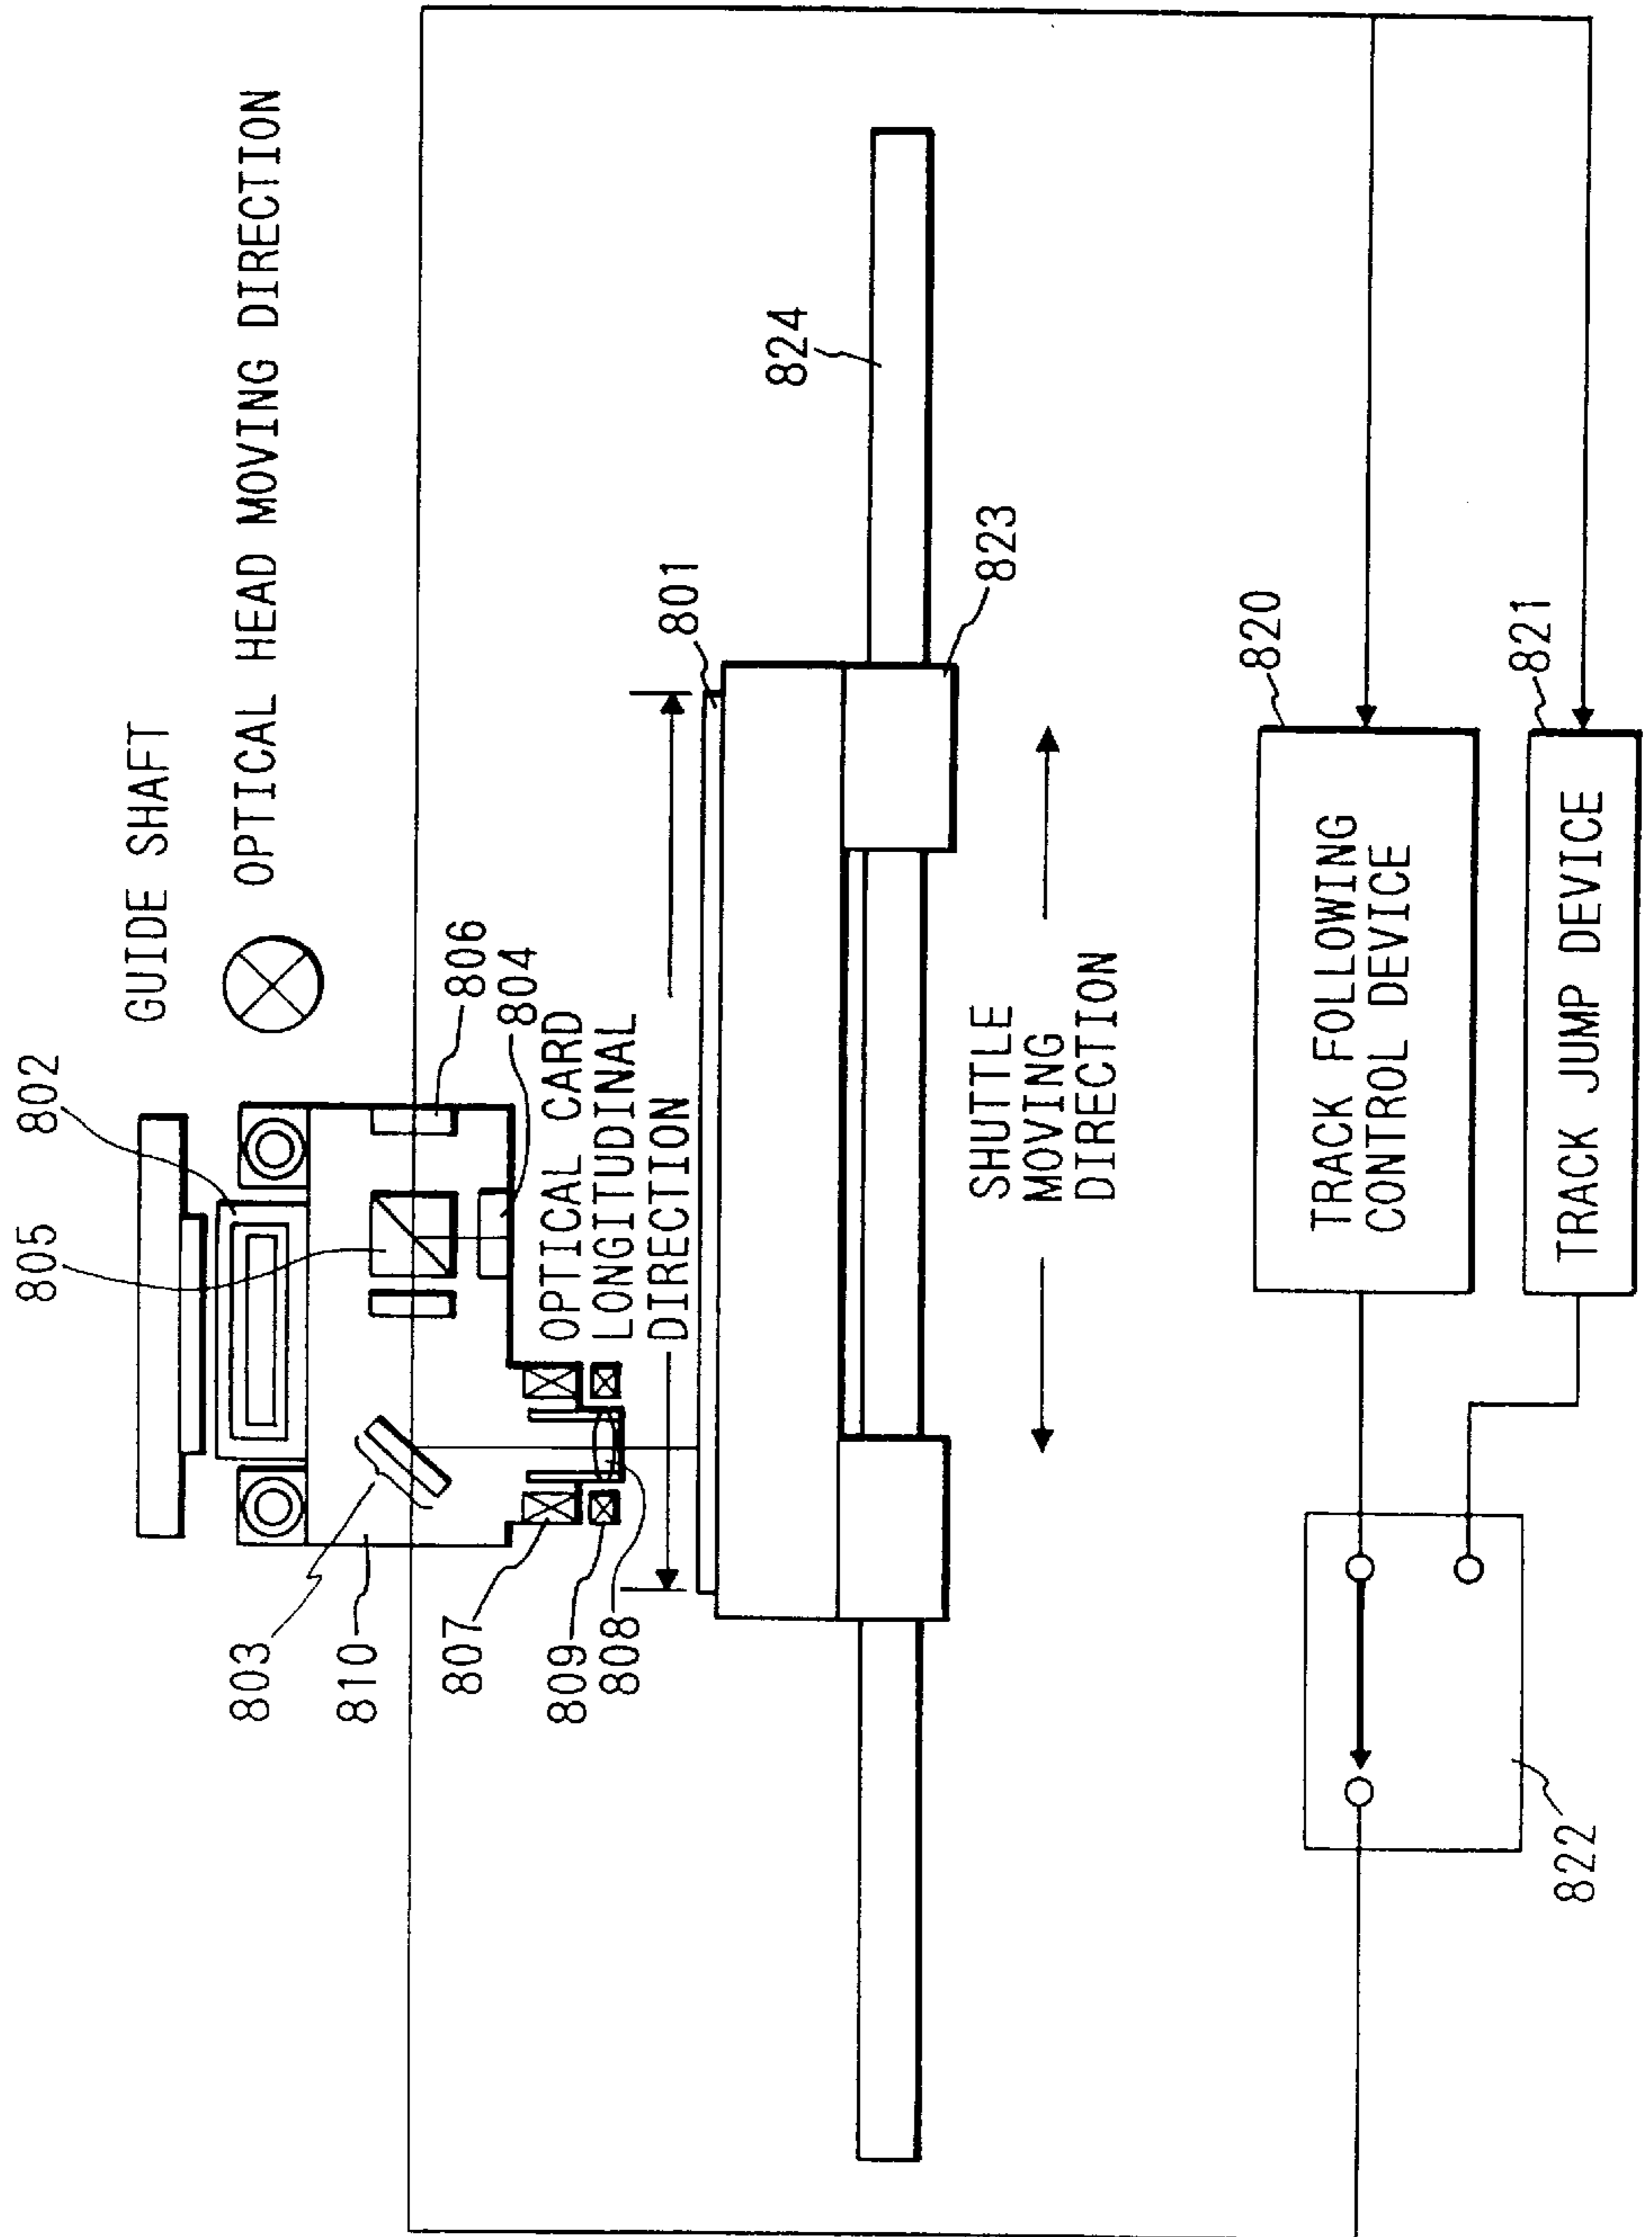 GUIDE SHAFT
OPTICAL HEAD MOVING DIRECTION
802
805
806
804
803
810
807
809
808
OPTICAL CARD
LONGITUDINAL
DIRECTION
801
824
823
SHUTTLE
MOVING
DIRECTION
820
TRACK FOLLOWING
CONTROL DEVICE
821
TRACK JUMP DEVICE
822